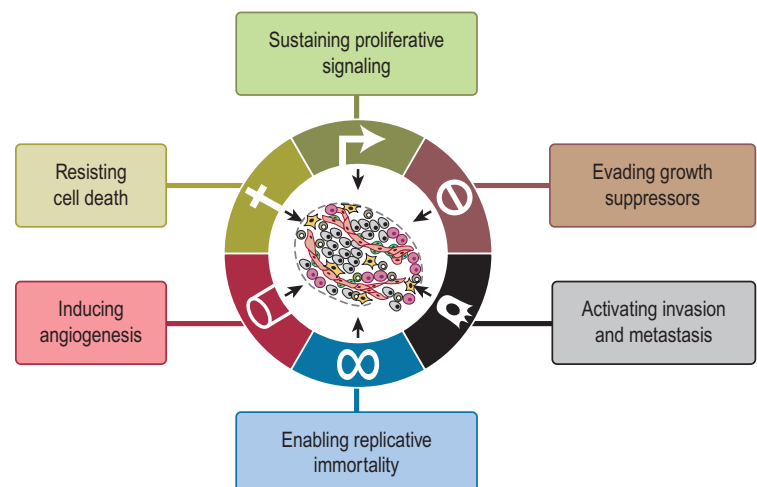 Sustaining proliferative
signaling
Resisting
cell death
Evading growth
suppressors
Inducing
angiogenesis
Activating invasion
and metastasis
Enabling replicative
immortality